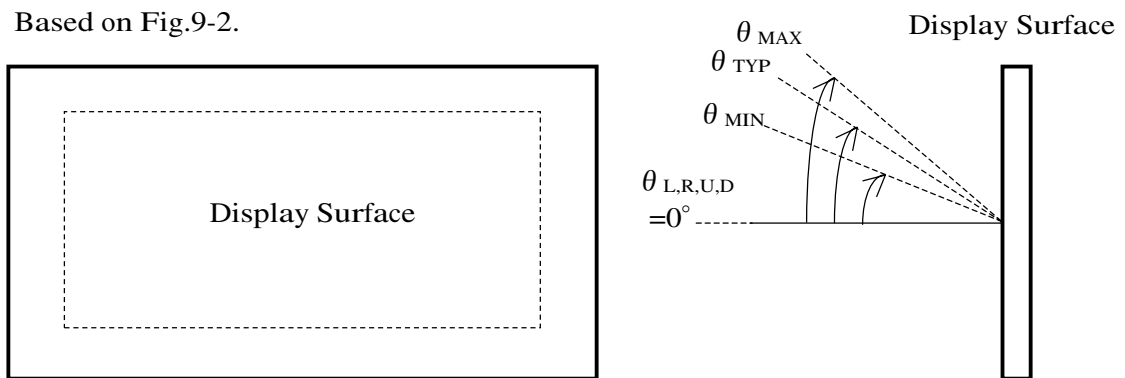 Based on Fig.9-2.
Display Surface
θ MAX
θ TYP
θ MIN
θ L,R,U,D
=0°
Display Surface